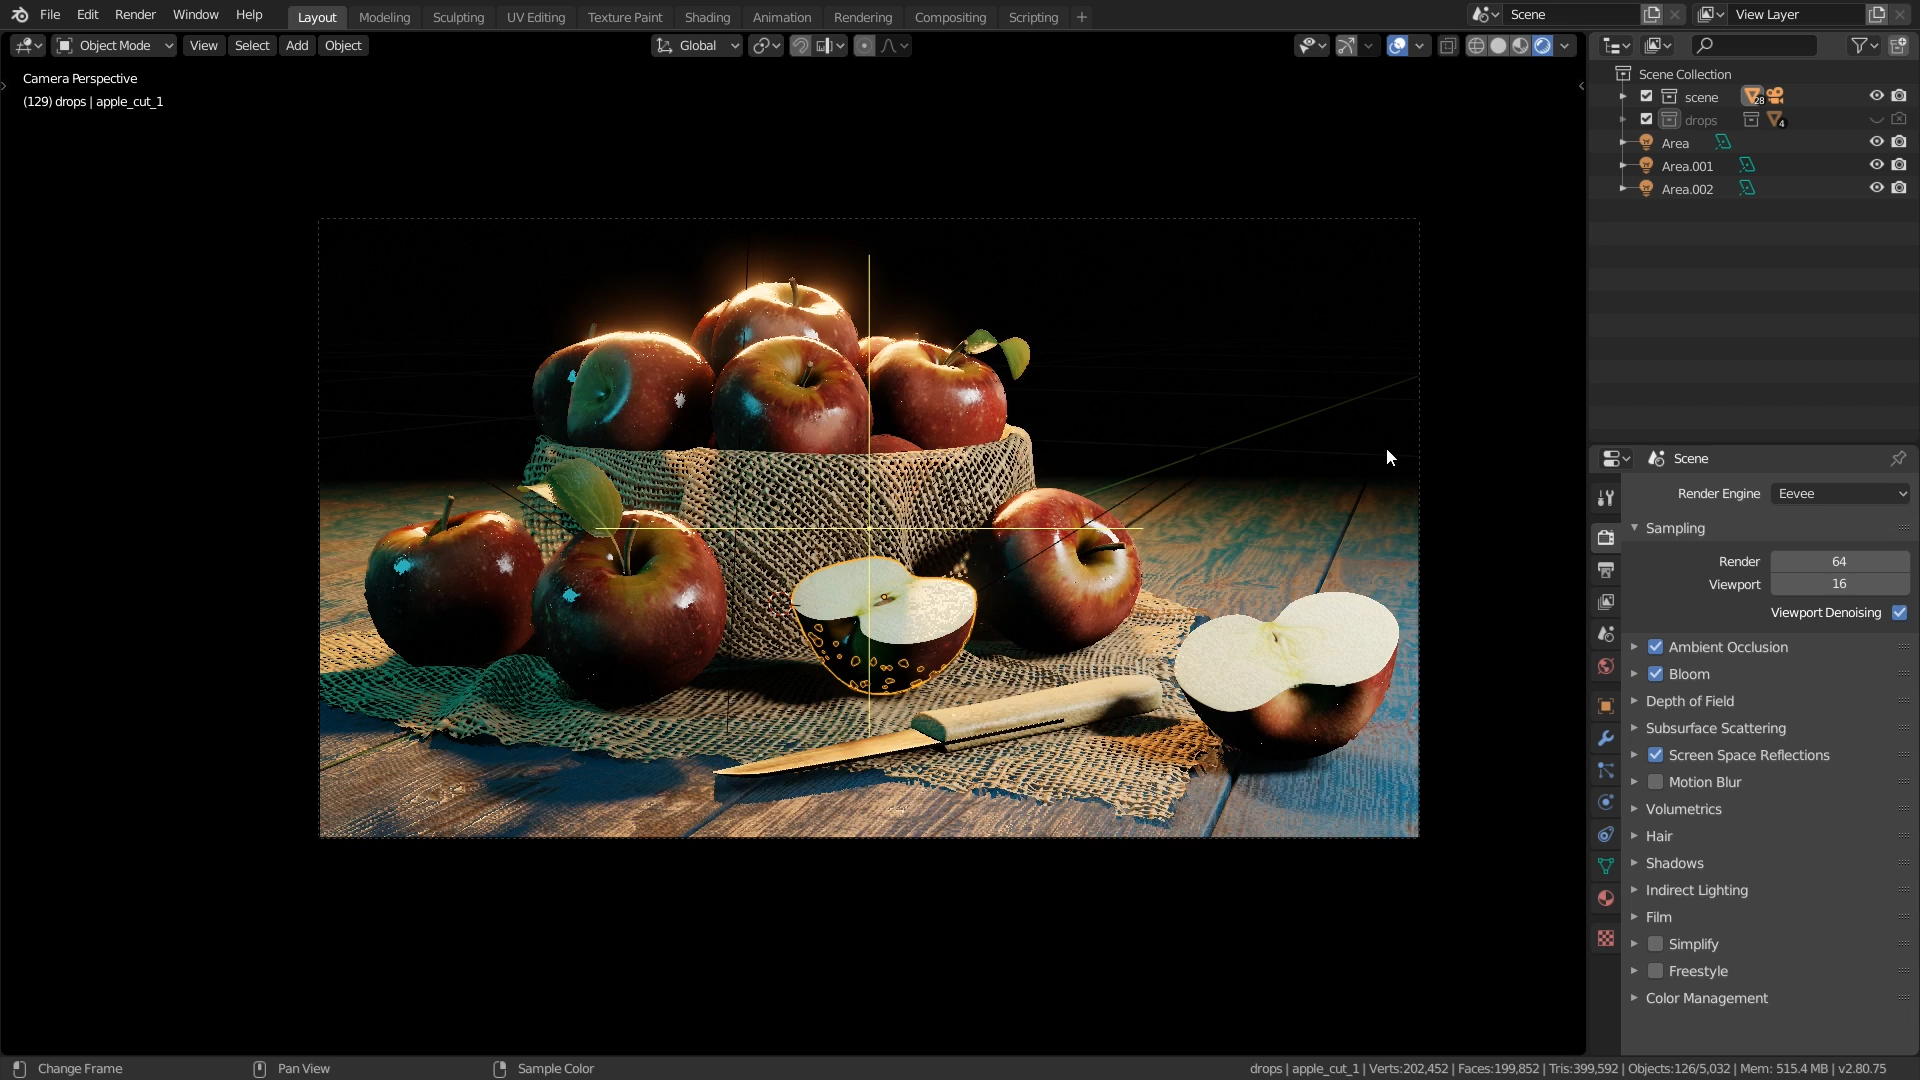 File Edit Render Window Help Layout Modeling Sculpting UV Editing Texture Paint Shading Animation Rendering Compositing Scripting + Scene View Layer
Object Mode View Select Add Object Global
Camera Perspective
(129) drops | apple_cut_1
Scene Collection
scene 28
drops 4
Area
Area.001
Area.002
Scene
Render Engine Eevee
Sampling
Render 64
Viewport 16
Viewport Denoising
Ambient Occlusion
Bloom
Depth of Field
Subsurface Scattering
Screen Space Reflections
Motion Blur
Volumetrics
Hair
Shadows
Indirect Lighting
Film
Simplify
Freestyle
Color Management
Change Frame Pan View Sample Color drops | apple_cut_1 | Verts:202,452 | Faces:199,852 | Tris:399,592 | Objects:126/5,032 | Mem: 515.4 MB | v2.80.75